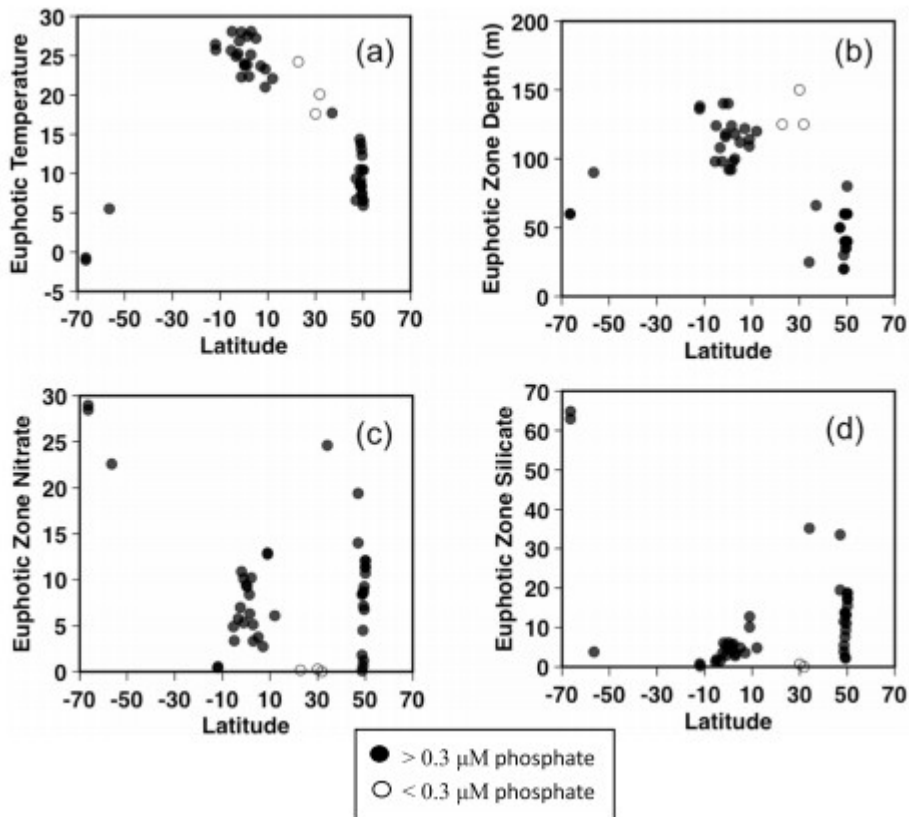 (a)
Euphotic Temperature
30
25
20
15
10
5
0
-5
-70 -50 -30 -10 10 30 50 70
Latitude
(b)
Euphotic Zone Depth (m)
200
150
100
50
0
-70 -50 -30 -10 10 30 50 70
Latitude
(c)
Euphotic Zone Nitrate
30
25
20
15
10
5
0
-70 -50 -30 -10 10 30 50 70
Latitude
(d)
Euphotic Zone Silicate
70
60
50
40
30
20
10
0
-70 -50 -30 -10 10 30 50 70
Latitude
> 0.3 μM phosphate
< 0.3 μM phosphate